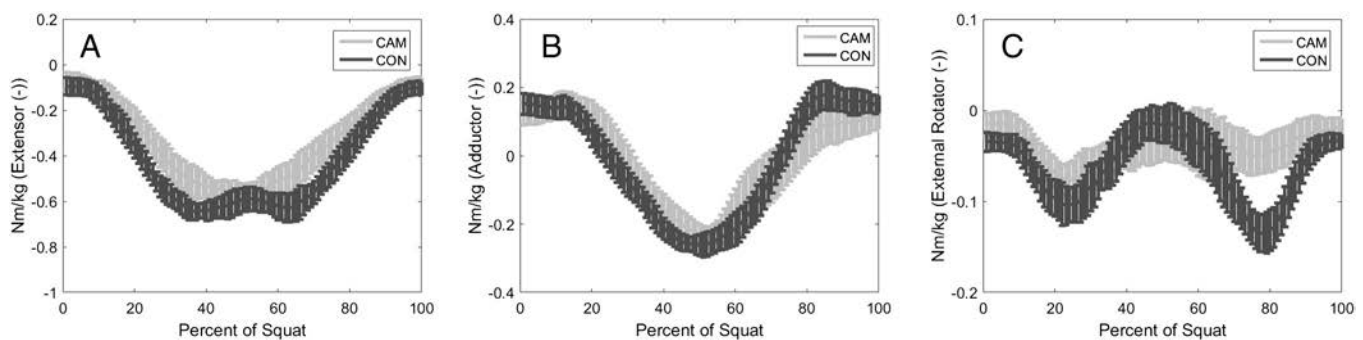 A
CAM
CON
0.2
0
-0.2
-0.4
-0.6
-0.8
-1
Nm/kg (Extensor (-))
0 20 40 60 80 100
Percent of Squat
B
CAM
CON
0.4
0.2
0
-0.2
-0.4
Nm/kg (Adductor (-))
0 20 40 60 80 100
Percent of Squat
C
CAM
CON
0.1
0
-0.1
-0.2
Nm/kg (External Rotator (-))
0 20 40 60 80 100
Percent of Squat